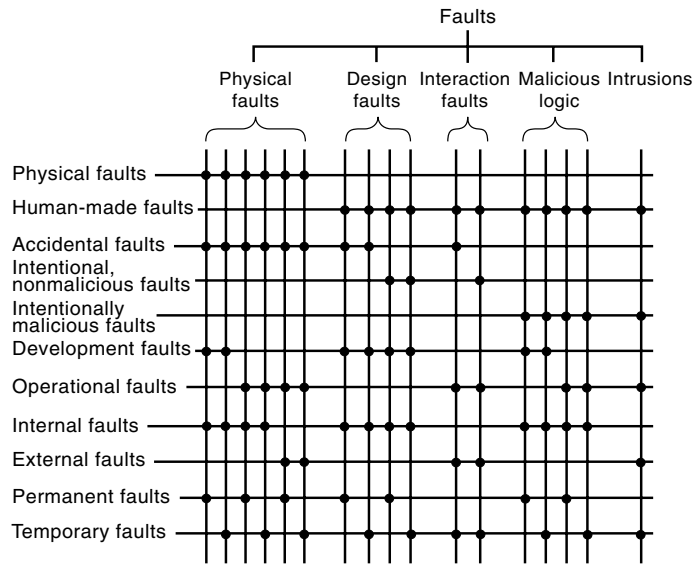 Faults
Physical
faults
Design
faults
Interaction
faults
Malicious
logic
Intrusions
Physical faults
Human-made faults
Accidental faults
Intentional,
nonmalicious faults
Intentionally
malicious faults
Development faults
Operational faults
Internal faults
External faults
Permanent faults
Temporary faults